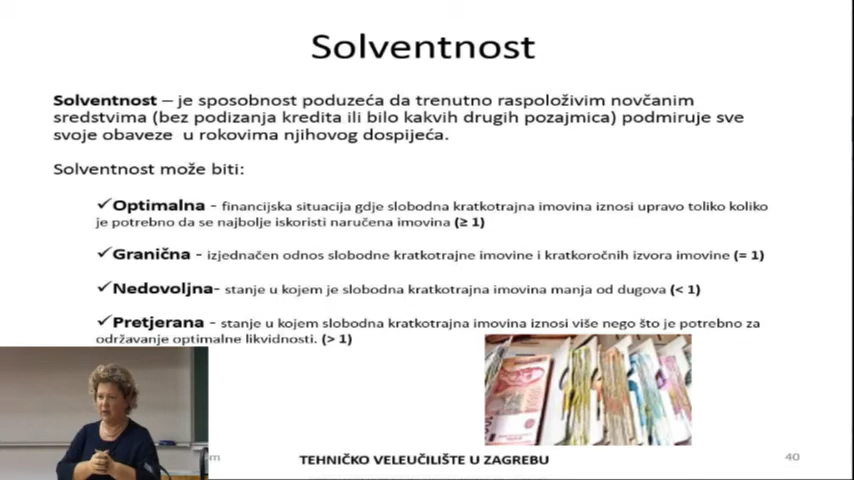 Solventnost
Solventnost – je sposobnost poduzeća da trenutno raspoloživim novčanim
sredstvima (bez podizanja kredita ili bilo kakvih drugih pozajmica) podmiruje sve
svoje obaveze u rokovima njihovog dospijeća.
Solventnost može biti:
✓Optimalna - financijska situacija gdje slobodna kratkotrajna imovina iznosi upravo toliko koliko
je potrebno da se najbolje iskoristi naručena imovina (≥ 1)
✓Granična - izjednačen odnos slobodne kratkotrajne imovine i kratkoročnih izvora imovine (= 1)
✓Nedovoljna- stanje u kojem je slobodna kratkotrajna imovina manja od dugova (< 1)
✓Pretjerana - stanje u kojem slobodna kratkotrajna imovina iznosi više nego što je potrebno za
održavanje optimalne likvidnosti. (> 1)
TEHNIČKO VELEUČILIŠTE U ZAGREBU
40